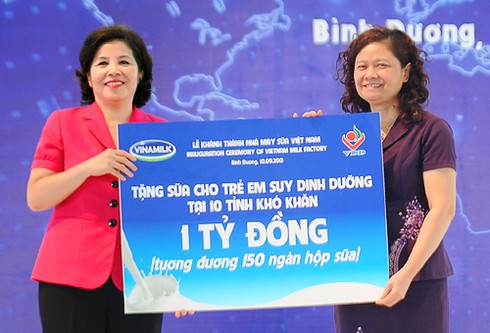 Bình Dương,
VINAMILK
LỄ KHÁNH THÀNH NHÀ MÁY SỮA VIỆT NAM
INAUGURATION CEREMONY OF VIETNAM MILK FACTORY
Bình Dương, 10.09.2013
TẶNG SỮA CHO TRẺ EM SUY DINH DƯỠNG
TẠI 10 TỈNH KHÓ KHĂN
1 TỶ ĐỒNG
(tương đương 150 ngàn hộp sữa)